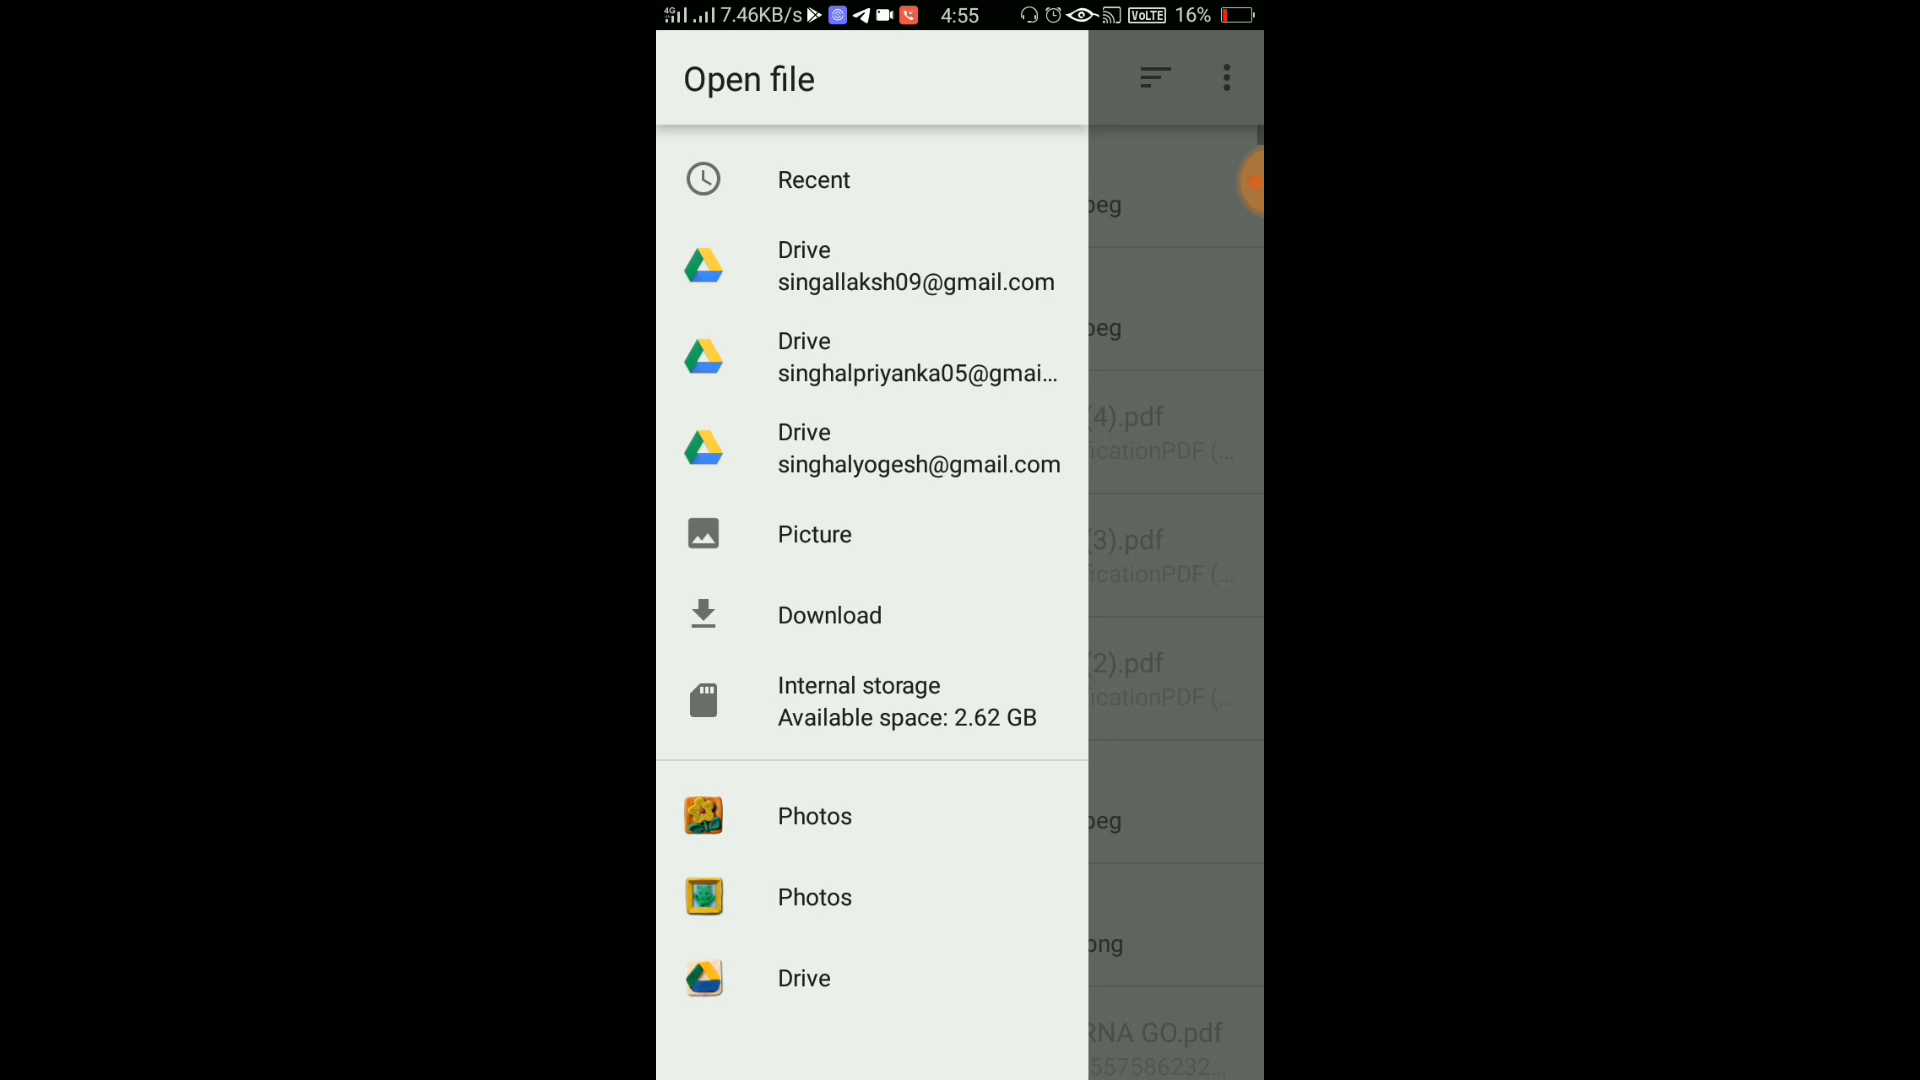 4G 7.46KB/s 4:55 VoLTE 16%
Open file
Recent
Drive
singallaksh09@gmail.com
Drive
singhalpriyanka05@gmai...
Drive
singhalyogesh@gmail.com
Picture
Download
Internal storage
Available space: 2.62 GB
Photos
Photos
Drive
peg
peg
(4).pdf
icationPDF (...
(3).pdf
icationPDF (...
(2).pdf
icationPDF (...
peg
png
RNA GO.pdf
557586232...